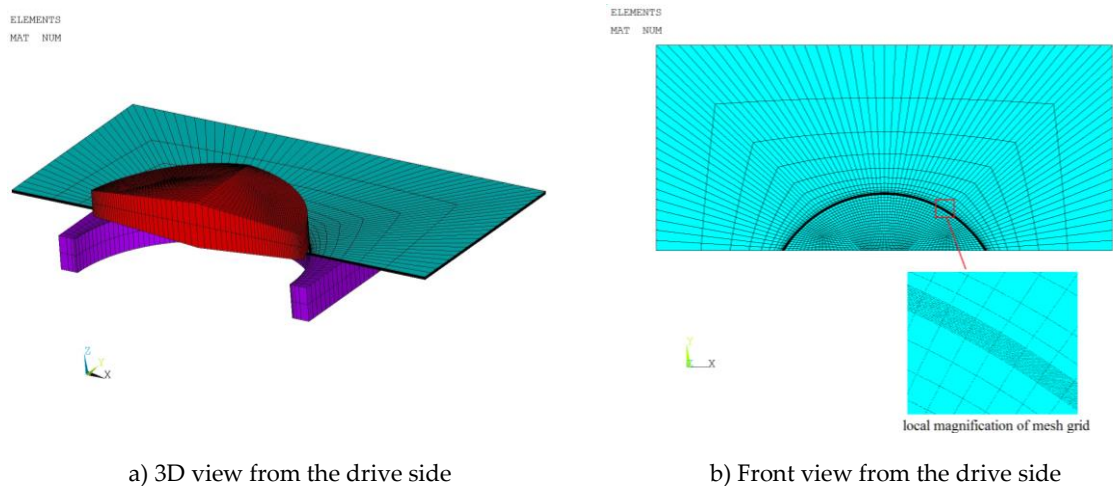 ELEMENTS
MAT NUM
Z
Y
X
a) 3D view from the drive side
ELEMENTS
MAT NUM
Y
X
local magnification of mesh grid
b) Front view from the drive side